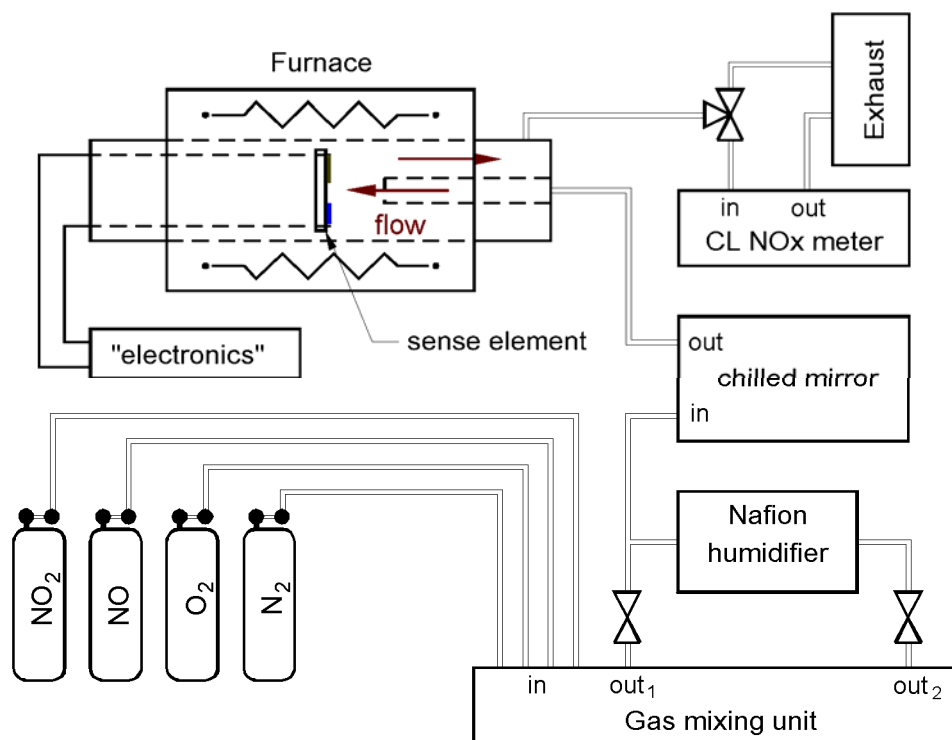 Furnace
Exhaust
flow
in out
CL NOx meter
"electronics"
sense element
out
chilled mirror
in
NO2
NO
O2
N2
Nafion
humidifier
in out1 out2
Gas mixing unit